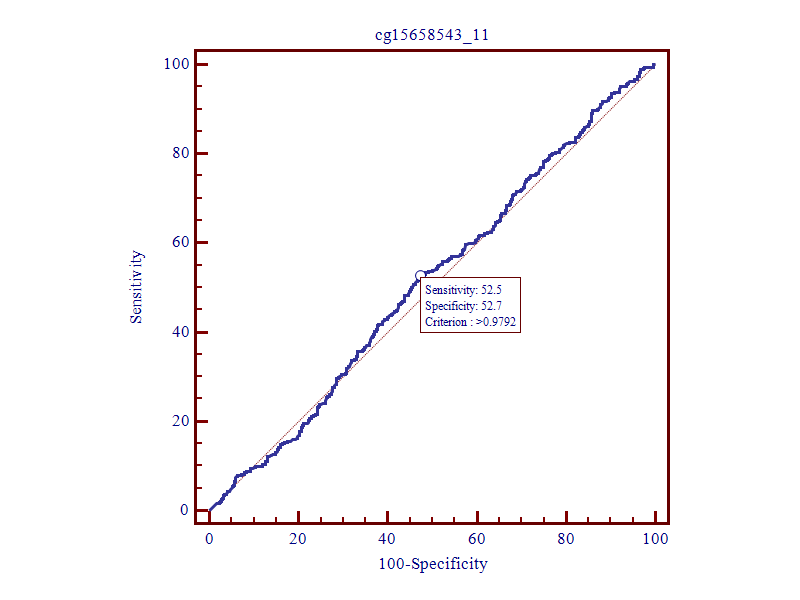 cg15658543_11
100
80
60
40
20
0
Sensitivity
Sensitivity: 52.5
Specificity: 52.7
Criterion : >0.9792
0 20 40 60 80 100
100-Specificity